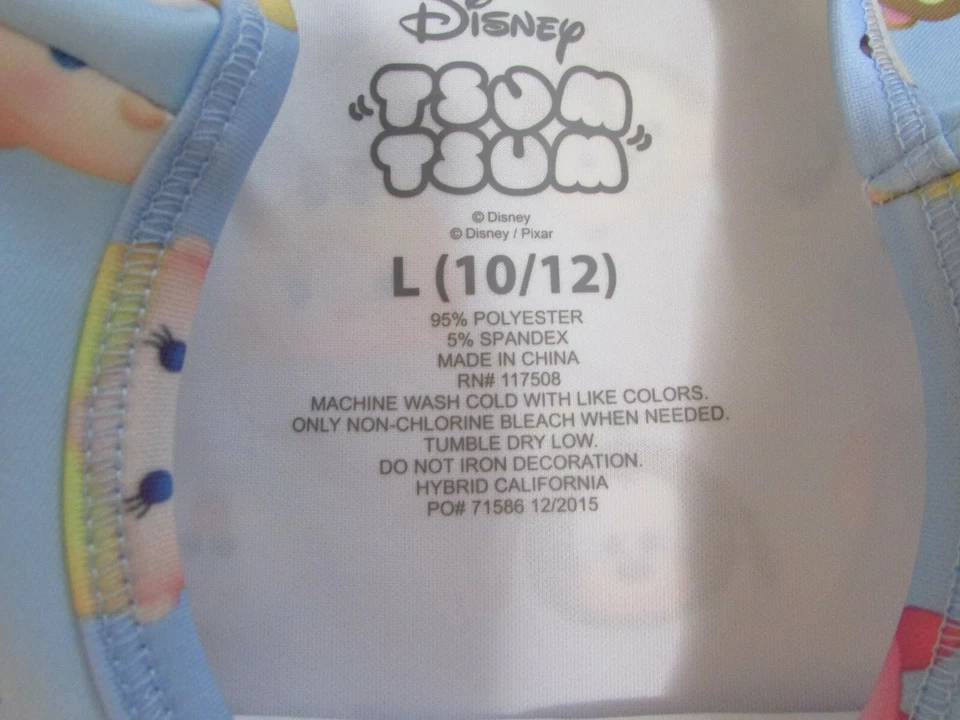 Disney
"TSUM
TSUM"
© Disney
© Disney / Pixar
L (10/12)
95% POLYESTER
5% SPANDEX
MADE IN CHINA
RN# 117508
MACHINE WASH COLD WITH LIKE COLORS.
ONLY NON-CHLORINE BLEACH WHEN NEEDED.
TUMBLE DRY LOW.
DO NOT IRON DECORATION.
HYBRID CALIFORNIA
PO# 71586 12/2015